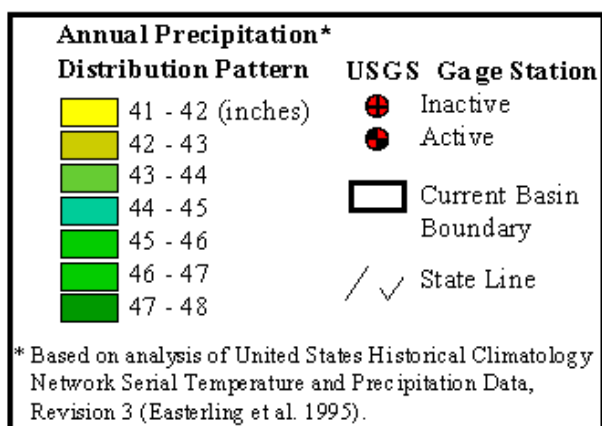 Annual Precipitation*
Distribution Pattern
41 - 42 (inches)
42 - 43
43 - 44
44 - 45
45 - 46
46 - 47
47 - 48
USGS Gage Station
Inactive
Active
Current Basin
Boundary
State Line
* Based on analysis of United States Historical Climatology
Network Serial Temperature and Precipitation Data,
Revision 3 (Easterling et al. 1995).